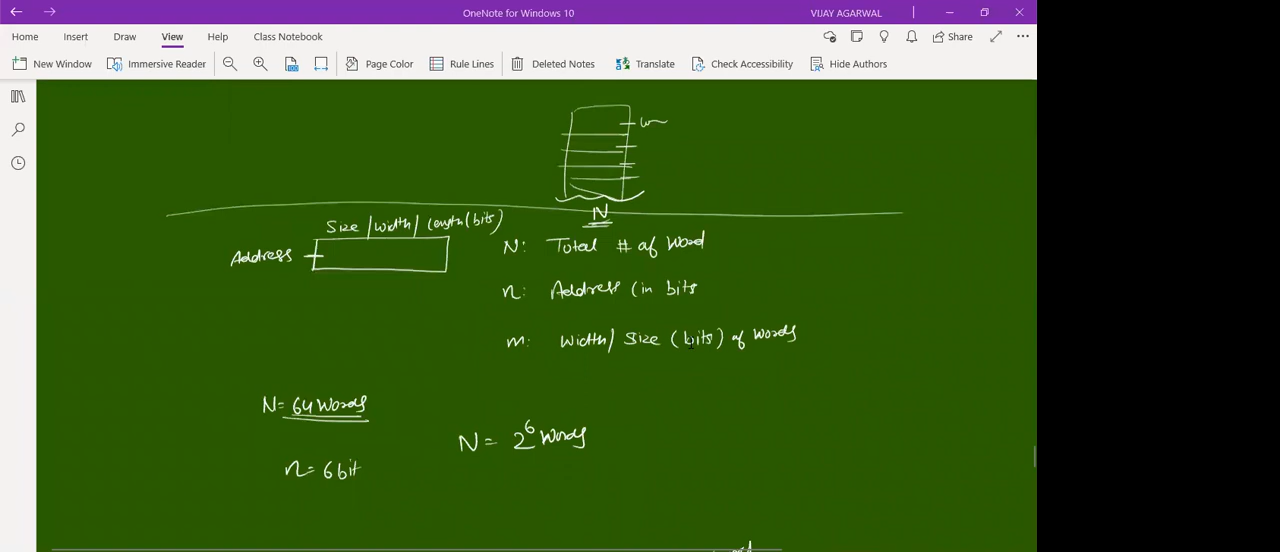 OneNote for Windows 10
VIJAY AGARWAL
Home Insert Draw View Help Class Notebook
Share
New Window Immersive Reader Page Color Rule Lines Deleted Notes Translate Check Accessibility Hide Authors
N
Size/width/Length(bits)
Address
N: Total # of Word
n: Address (in bits
m: Width/Size (bits) of words
N= 64 Words
N= 2^6 Words
n= 6bit